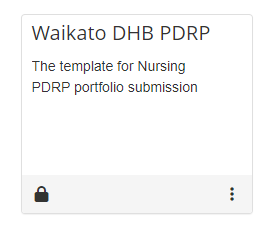 Waikato DHB PDRP
The template for Nursing
PDRP portfolio submission